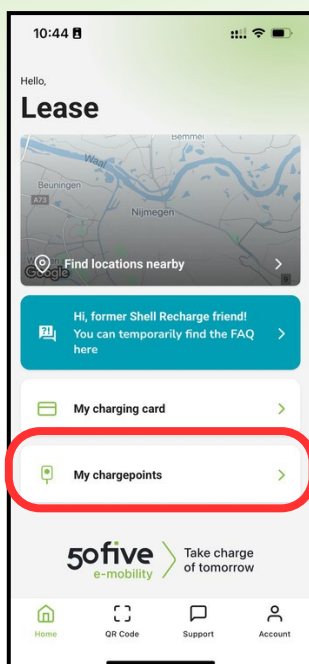 10:44
Hello,
Lease
Bemmel
Waal
Beuningen
A73
Nijmegen
Find locations nearby
Google
Hi, former Shell Recharge friend!
You can temporarily find the FAQ
here
My charging card
My chargepoints
50five
e-mobility
Take charge
of tomorrow
Home
QR Code
Support
Account